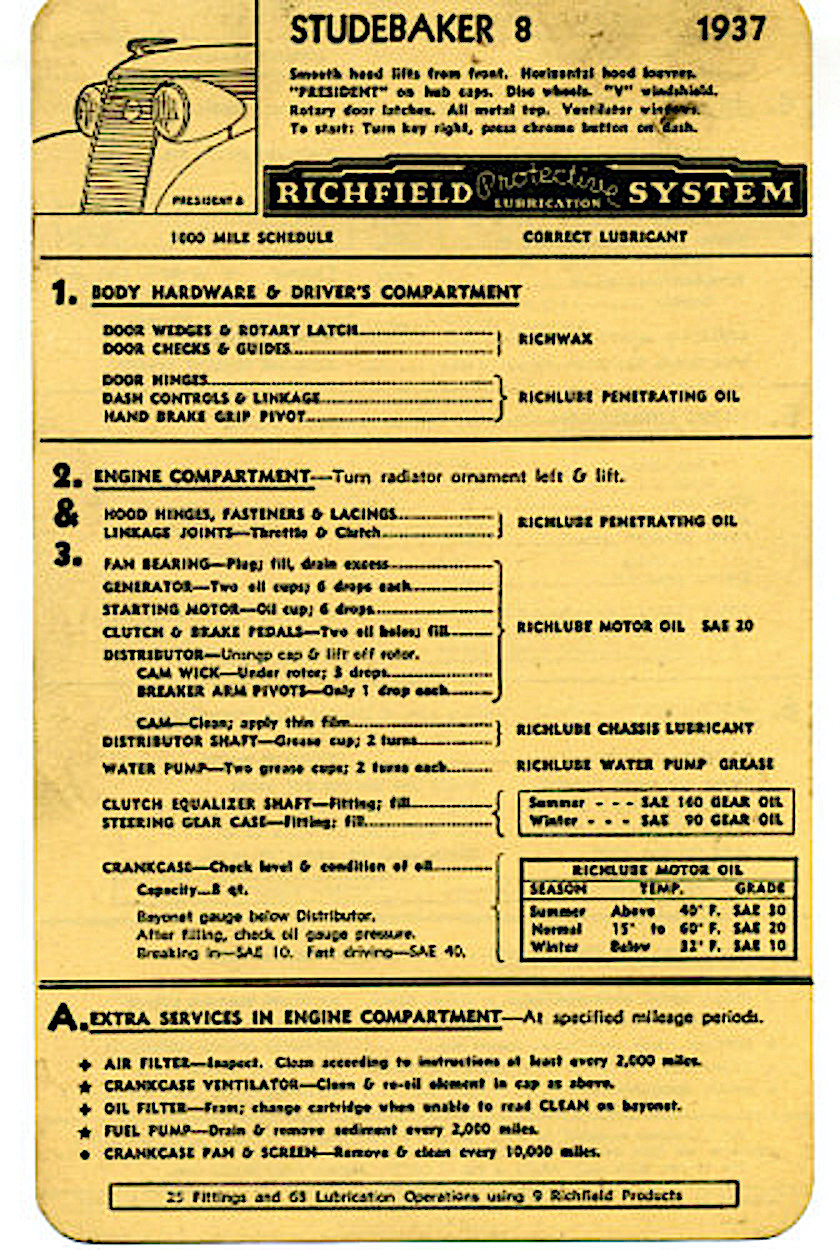 STUDEBAKER 8 1937
Smooth hood lifts from front. Horizontal hood louvres.
"PRESIDENT" on hub caps. Disc wheels. "V" windshield.
Rotary door latches. All metal top. Ventilator windows.
To start: Turn key right, press chrome button on dash.
PRESIDENT 8
RICHFIELD Protective LUBRICATION SYSTEM
1000 MILE SCHEDULE CORRECT LUBRICANT
1. BODY HARDWARE & DRIVER'S COMPARTMENT
DOOR WEDGES & ROTARY LATCH
DOOR CHECKS & GUIDES
RICHWAX
DOOR HINGES
DASH CONTROLS & LINKAGE
HAND BRAKE GRIP PIVOT
RICHLUBE PENETRATING OIL
2. & 3. ENGINE COMPARTMENT—Turn radiator ornament left & lift.
HOOD HINGES, FASTENERS & LACINGS
LINKAGE JOINTS—Throttle & Clutch
RICHLUBE PENETRATING OIL
FAN BEARING—Plug; fill, drain excess
GENERATOR—Two oil cups; 6 drops each
STARTING MOTOR—Oil cup; 6 drops
CLUTCH & BRAKE PEDALS—Two oil holes; fill
DISTRIBUTOR—Unsnap cap & lift off rotor.
CAM WICK—Under rotor; 3 drops
BREAKER ARM PIVOTS—Only 1 drop each
RICHLUBE MOTOR OIL SAE 20
CAM—Clean; apply thin film
DISTRIBUTOR SHAFT—Grease cup; 2 turns
RICHLUBE CHASSIS LUBRICANT
WATER PUMP—Two grease cups; 2 turns each RICHLUBE WATER PUMP GREASE
CLUTCH EQUALIZER SHAFT—Fitting; fill
STEERING GEAR CASE—Fitting; fill
Summer - - - SAE 160 GEAR OIL
Winter - - - SAE 90 GEAR OIL
CRANKCASE—Check level & condition of oil
Capacity...8 qt.
Bayonet gauge below Distributor.
After filling, check oil gauge pressure.
Breaking in—SAE 10. Fast driving—SAE 40.
RICHLUBE MOTOR OIL
SEASON TEMP. GRADE
Summer Above 40° F. SAE 30
Normal 15° to 60° F. SAE 20
Winter Below 32° F. SAE 10
A. EXTRA SERVICES IN ENGINE COMPARTMENT—At specified mileage periods.
+ AIR FILTER—Inspect. Clean according to instructions at least every 2,000 miles.
★ CRANKCASE VENTILATOR—Clean & re-oil element in cap as above.
+ OIL FILTER—Fram; change cartridge when unable to read CLEAN on bayonet.
★ FUEL PUMP—Drain & remove sediment every 2,000 miles.
● CRANKCASE PAN & SCREEN—Remove & clean every 10,000 miles.
25 Fittings and 63 Lubrication Operations using 9 Richfield Products